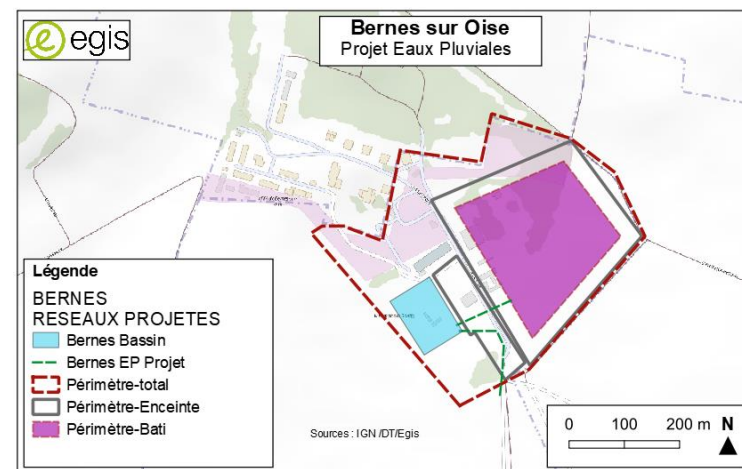 egis
Bernes sur Oise
Projet Eaux Pluviales
Légende
BERNES
RESEAUX PROJETES
Bernes Bassin
Bernes EP Projet
Périmètre-total
Périmètre-Enceinte
Périmètre-Bati
Sources : IGN /DT/Egis
0 100 200 m
N